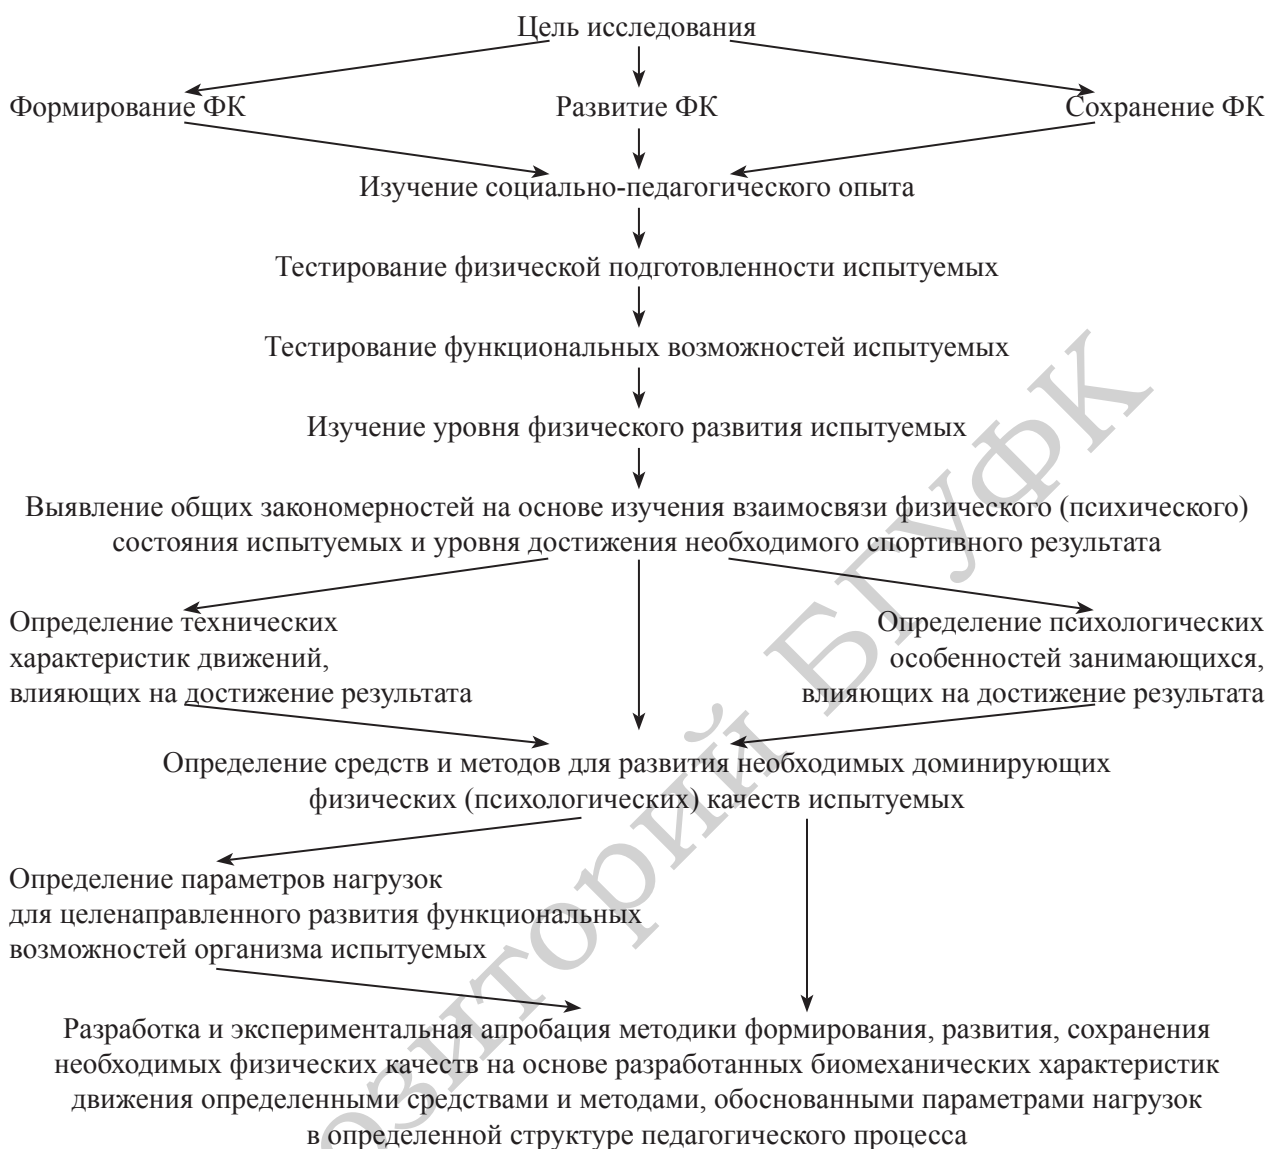 Цель исследования
Формирование ФК
Развитие ФК
Сохранение ФК
Изучение социально-педагогического опыта
Тестирование физической подготовленности испытуемых
Тестирование функциональных возможностей испытуемых
Изучение уровня физического развития испытуемых
Выявление общих закономерностей на основе изучения взаимосвязи физического (психического)
состояния испытуемых и уровня достижения необходимого спортивного результата
Определение технических
характеристик движений,
влияющих на достижение результата
Определение психологических
особенностей занимающихся,
влияющих на достижение результата
Определение средств и методов для развития необходимых доминирующих
физических (психологических) качеств испытуемых
Определение параметров нагрузок
для целенаправленного развития функциональных
возможностей организма испытуемых
Разработка и экспериментальная апробация методики формирования, развития, сохранения
необходимых физических качеств на основе разработанных биомеханических характеристик
движения определенными средствами и методами, обоснованными параметрами нагрузок
в определенной структуре педагогического процесса
озиторий БГУФК